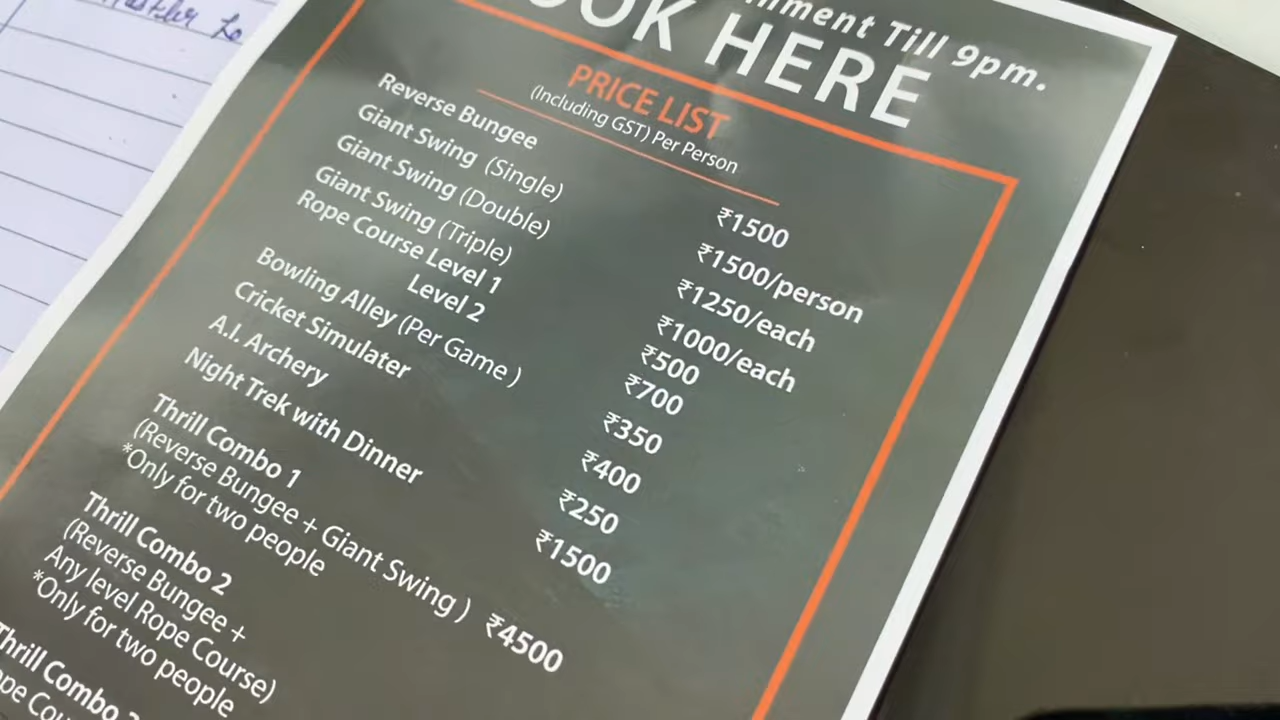 Till 9pm.
HERE
PRICE LIST
(Including GST) Per Person
Reverse Bungee ₹1500
Giant Swing (Single) ₹1500/person
Giant Swing (Double) ₹1250/each
Giant Swing (Triple) ₹1000/each
Rope Course Level 1 ₹500
Level 2 ₹700
Bowling Alley (Per Game ) ₹350
Cricket Simulater ₹400
A.I. Archery ₹250
Night Trek with Dinner ₹1500
Thrill Combo 1
(Reverse Bungee + Giant Swing ) ₹4500
*Only for two people
Thrill Combo 2
(Reverse Bungee +
Any level Rope Course)
*Only for two people
Thrill Combo